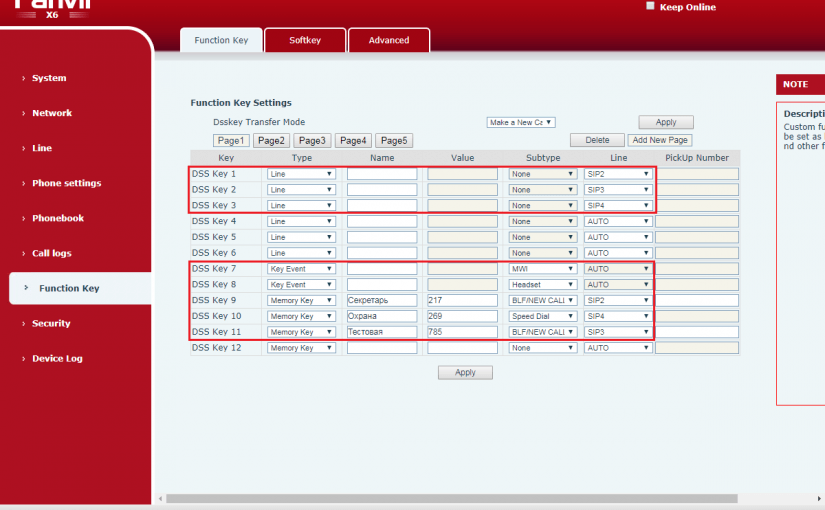 X6
Keep Online
Function Key Softkey Advanced
› System
› Network
› Line
› Phone settings
› Phonebook
› Call logs
› Function Key
› Security
› Device Log
Function Key Settings
Dsskey Transfer Mode Make a New Ca Apply
Page1 Page2 Page3 Page4 Page5 Delete Add New Page
Key Type Name Value Subtype Line PickUp Number
DSS Key 1 Line None SIP2
DSS Key 2 Line None SIP3
DSS Key 3 Line None SIP4
DSS Key 4 Line None AUTO
DSS Key 5 Line None AUTO
DSS Key 6 Line None AUTO
DSS Key 7 Key Event MWI AUTO
DSS Key 8 Key Event Headset AUTO
DSS Key 9 Memory Key Секретарь 217 BLF/NEW CALI SIP2
DSS Key 10 Memory Key Охрана 269 Speed Dial SIP4
DSS Key 11 Memory Key Тестовая 785 BLF/NEW CALI SIP3
DSS Key 12 Memory Key None AUTO
Apply
NOTE
Descripti
Custom fu
be set as
nd other f